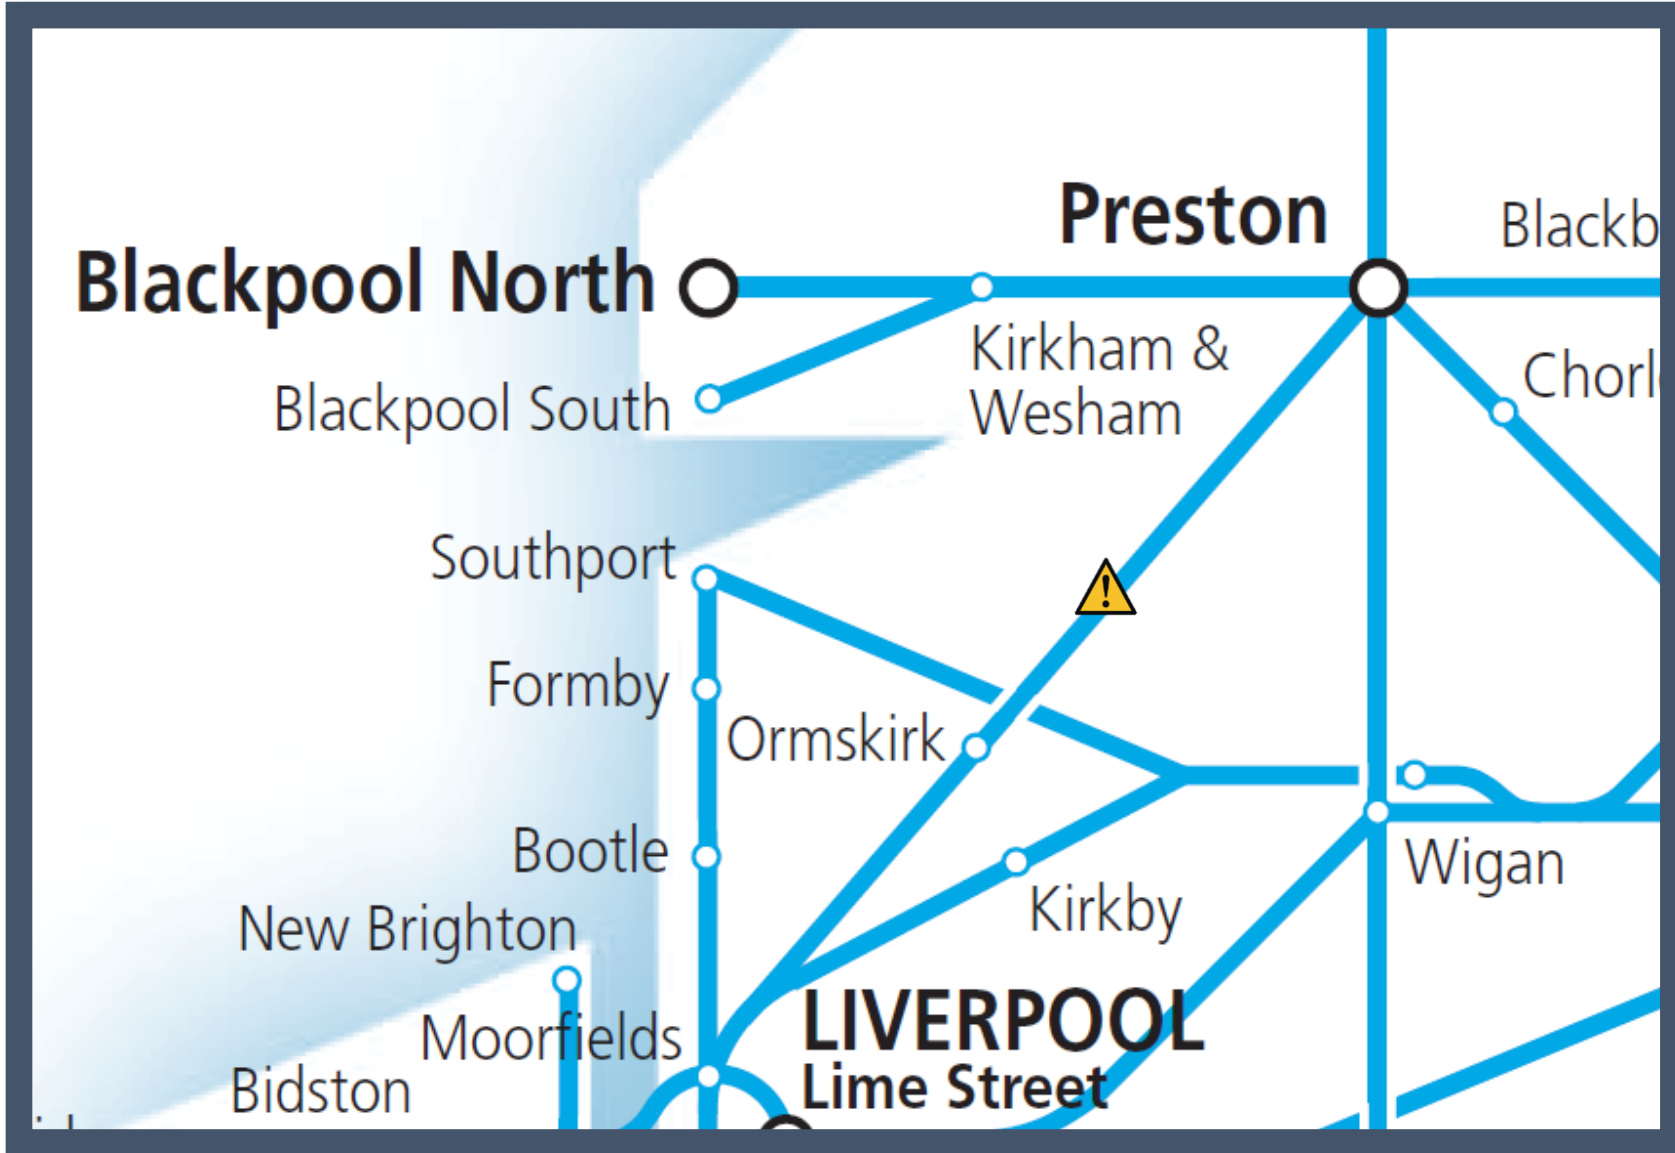 Preston
Blackb
Blackpool North
Kirkham &
Wesham
Chorl
Blackpool South
Southport
!
Formby
Ormskirk
Bootle
Wigan
Kirkby
New Brighton
LIVERPOOL
Lime Street
Moorfields
Bidston